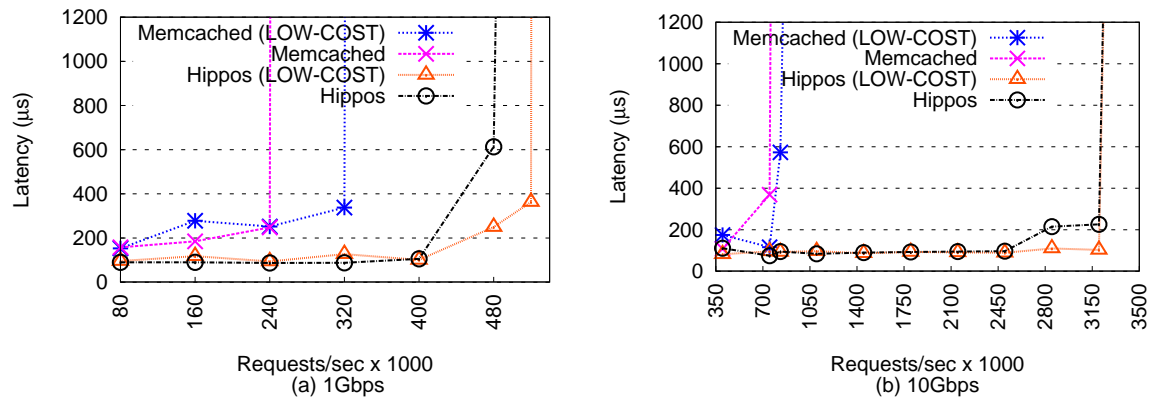 1200
1000
800
600
400
200
0
Latency (µs)
Memcached (LOW-COST)
Memcached
Hippos (LOW-COST)
Hippos
80
160
240
320
400
480
Requests/sec x 1000
(a) 1Gbps
1200
1000
800
600
400
200
0
Latency (µs)
Memcached (LOW-COST)
Memcached
Hippos (LOW-COST)
Hippos
350
700
1050
1400
1750
2100
2450
2800
3150
3500
Requests/sec x 1000
(b) 10Gbps